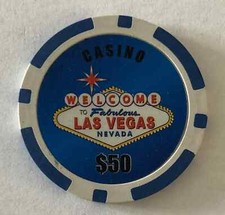 CASINO
WELCOME
TO Fabulous
LAS VEGAS
NEVADA
$50